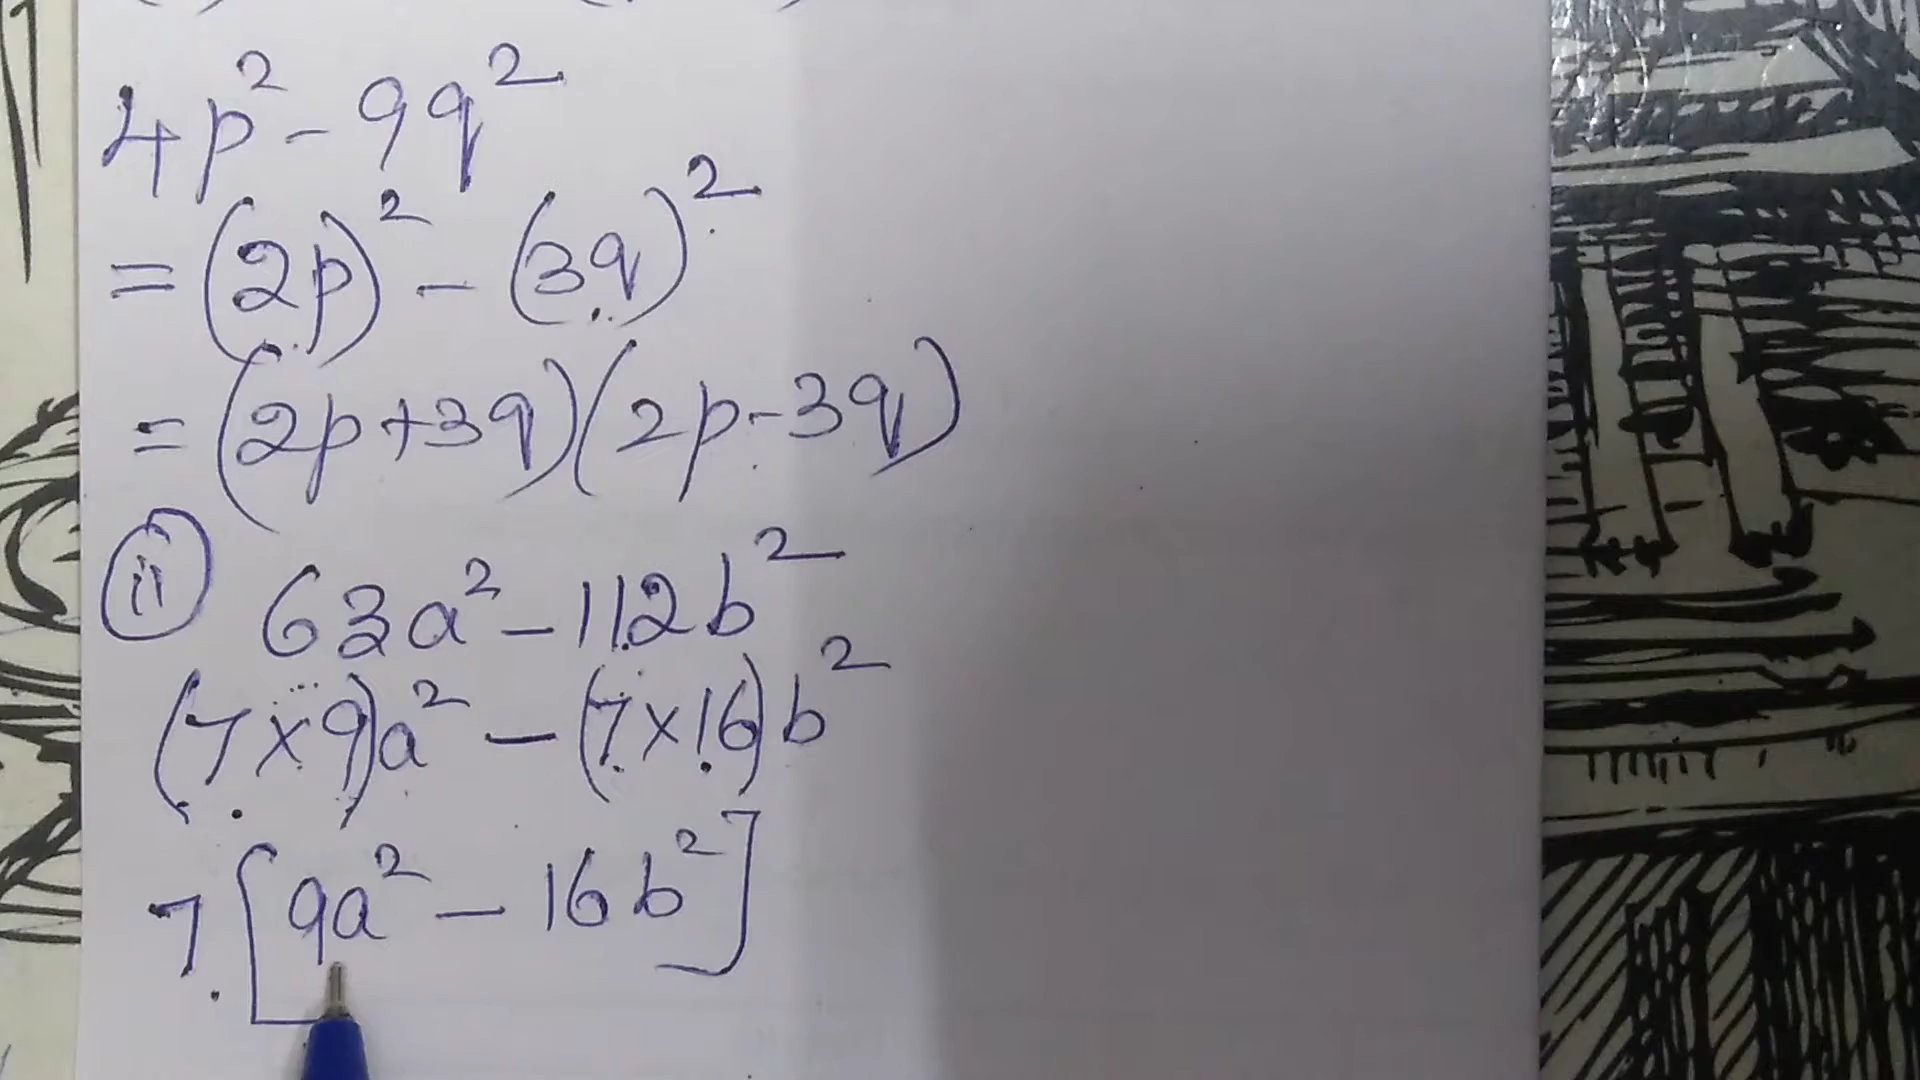 4p² - 9q²
= (2p)² - (3q)²
= (2p+3q)(2p-3q)
(ii) 63a² - 112b²
(7×9)a² - (7×16)b²
7[9a² - 16b²]